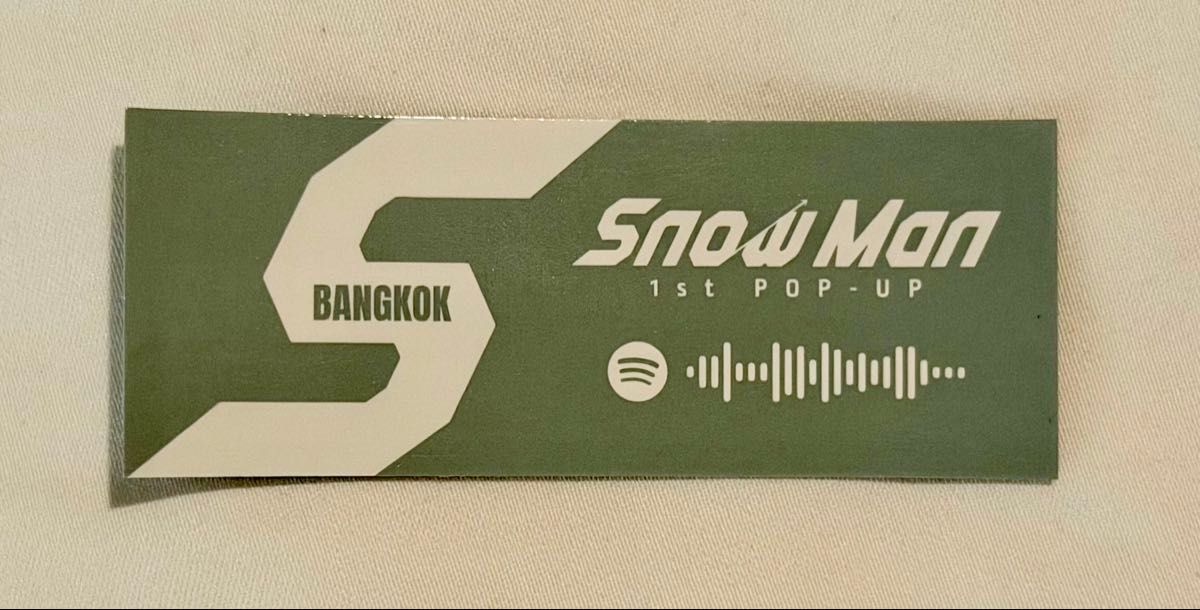 BANGKOK
Snow Man
1st POP-UP